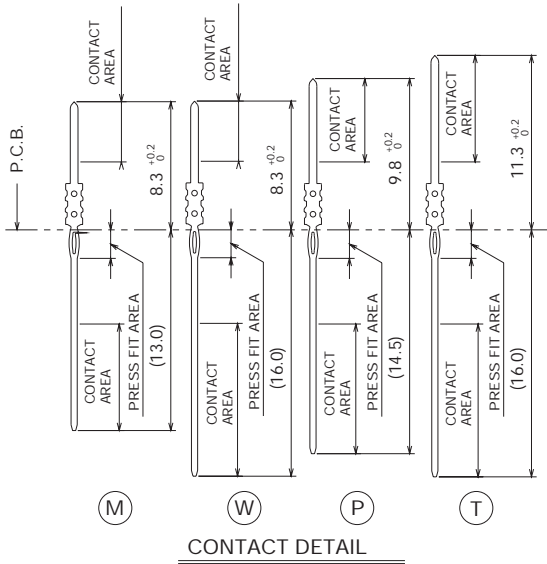 P.C.B.
CONTACT
AREA
8.3 +0.2 0
CONTACT
AREA
PRESS FIT AREA
(13.0)
M
CONTACT
AREA
8.3 +0.2 0
CONTACT
AREA
PRESS FIT AREA
(16.0)
W
CONTACT
AREA
9.8 +0.2 0
CONTACT
AREA
PRESS FIT AREA
(14.5)
P
CONTACT
AREA
11.3 +0.2 0
CONTACT
AREA
PRESS FIT AREA
(16.0)
T
CONTACT DETAIL